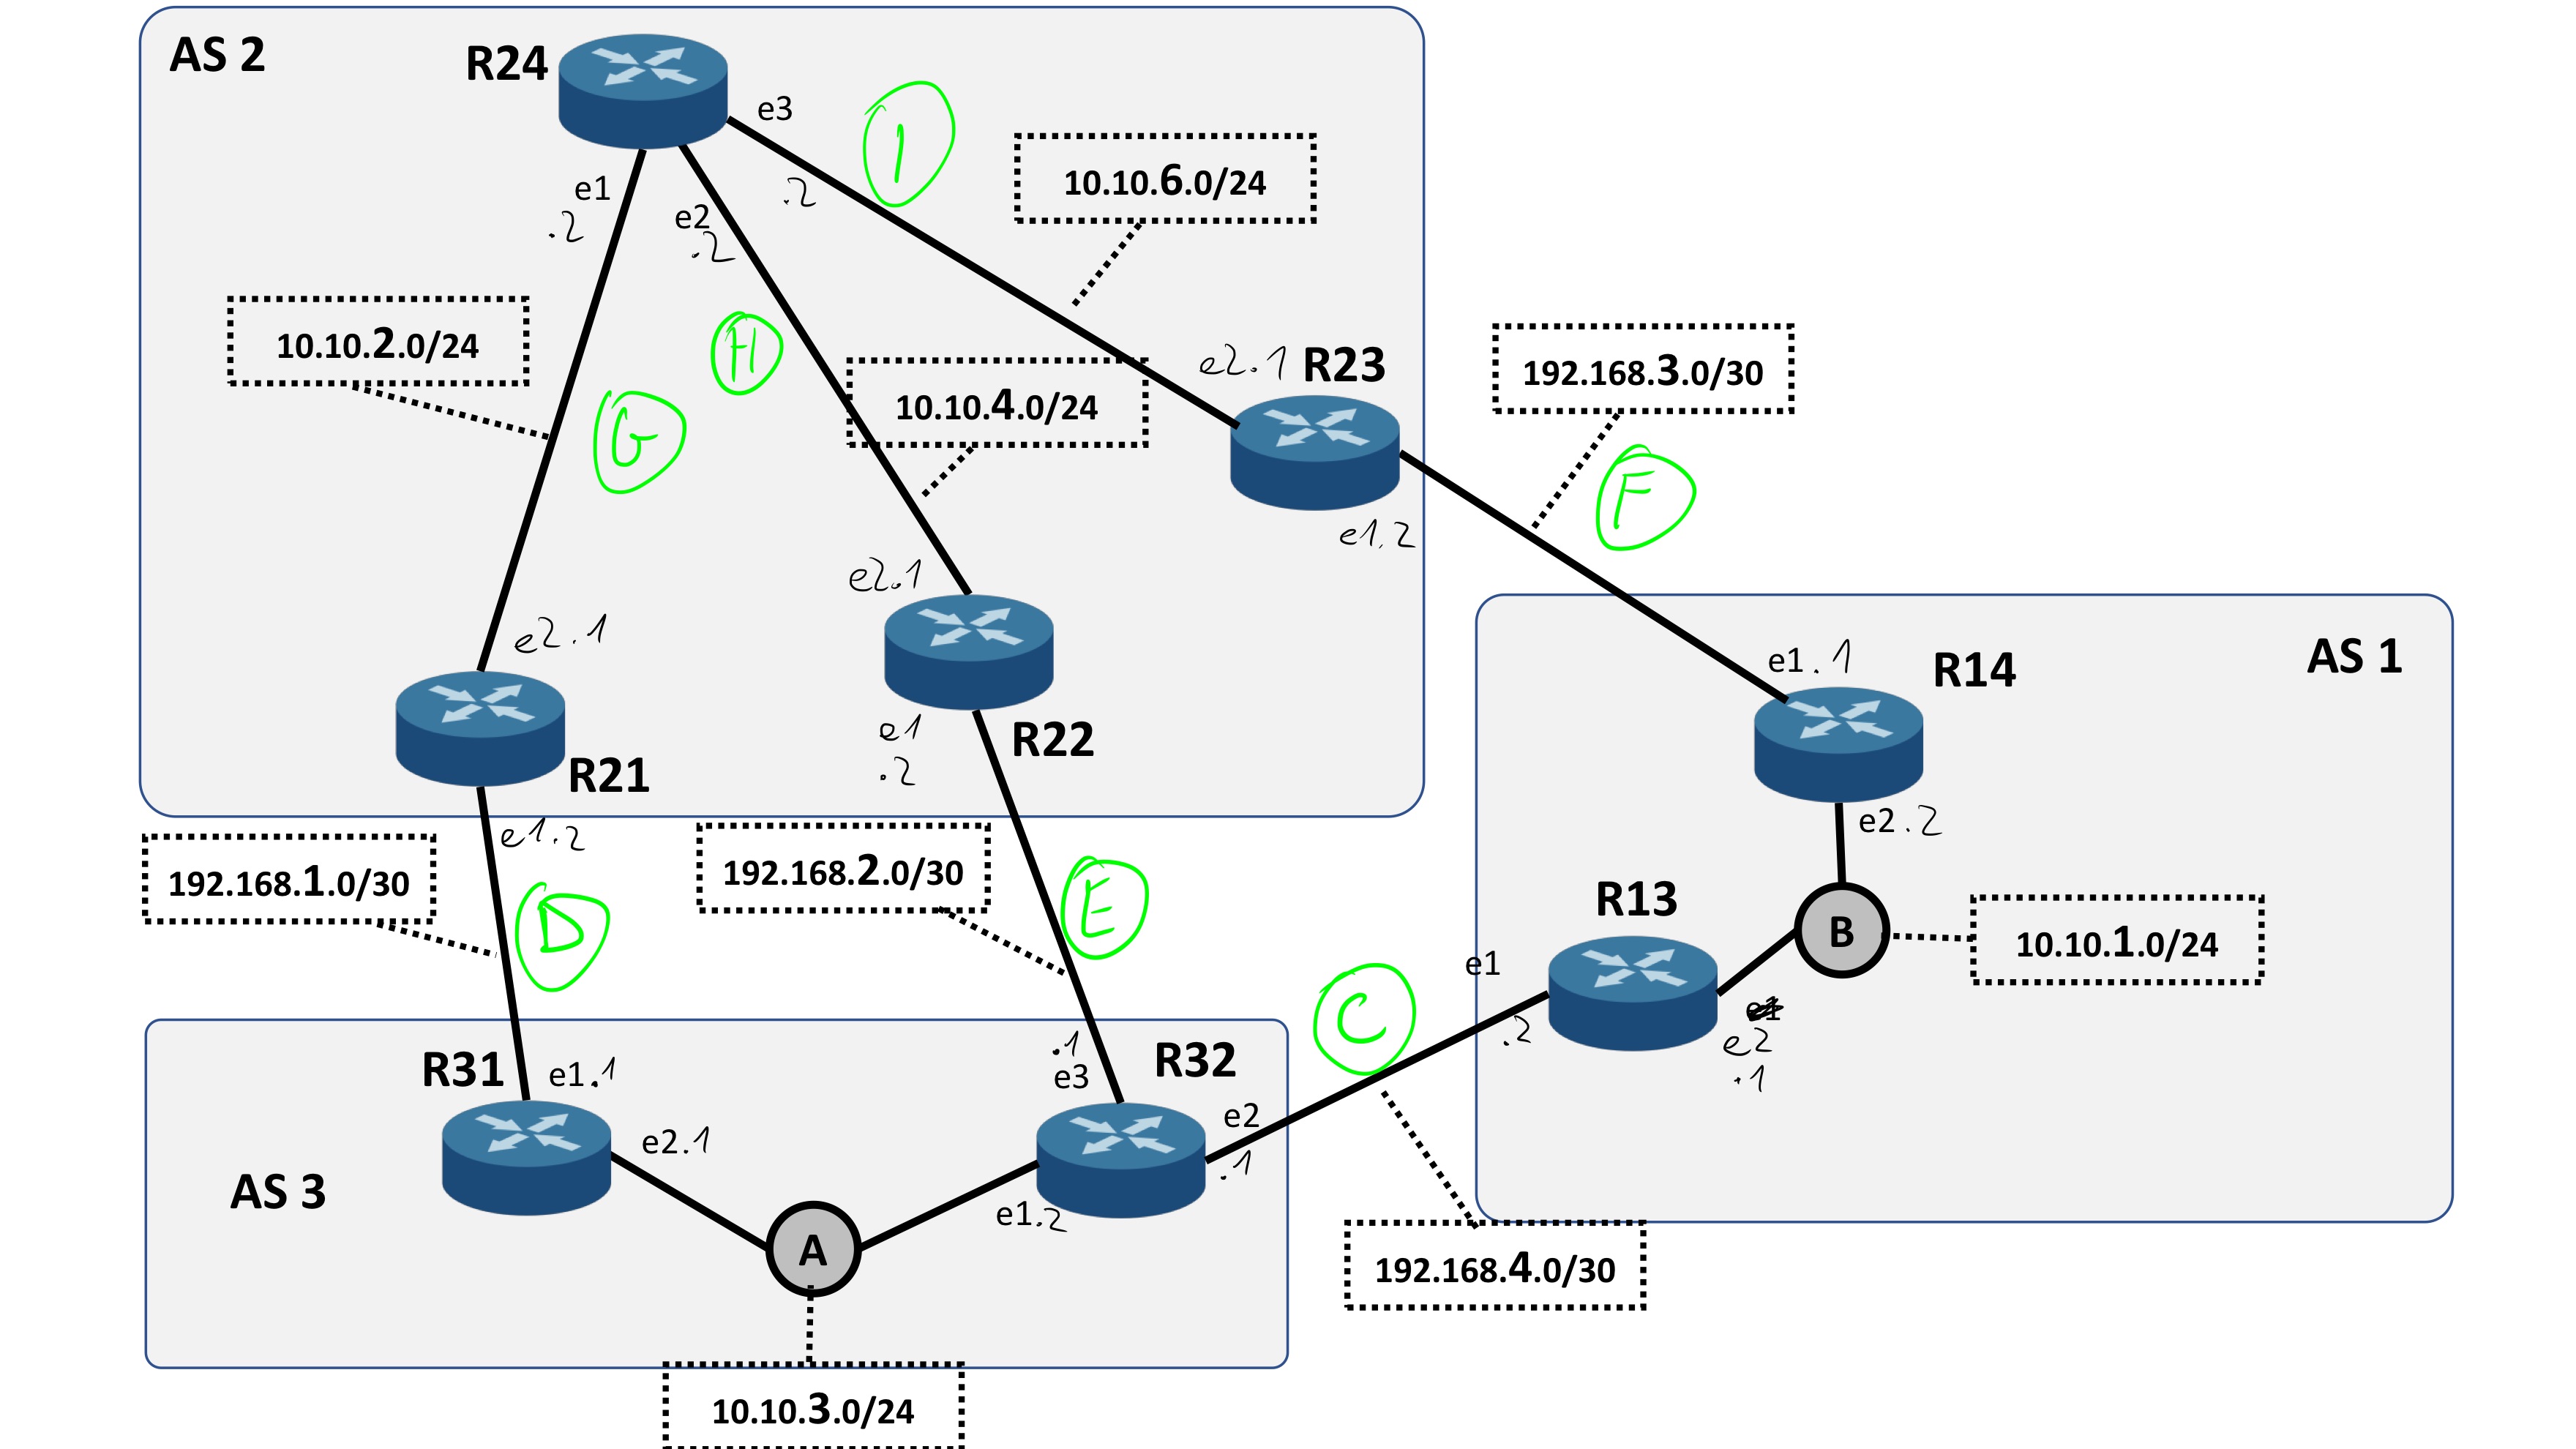 AS 2
R24
e3
.2
I
10.10.6.0/24
e1
.2
e2
.2
10.10.2.0/24
G
H
10.10.4.0/24
e2.1
R23
192.168.3.0/30
F
e1.2
e2.1
e2.1
R21
e1
.2
R22
e1.1
R14
AS 1
e2.2
e1.2
192.168.1.0/30
D
192.168.2.0/30
E
R13
B
10.10.1.0/24
e1
.2
e1
e2
.1
C
R31
e1.1
.1
e3
R32
e2
.1
e2.1
e1.2
AS 3
A
192.168.4.0/30
10.10.3.0/24